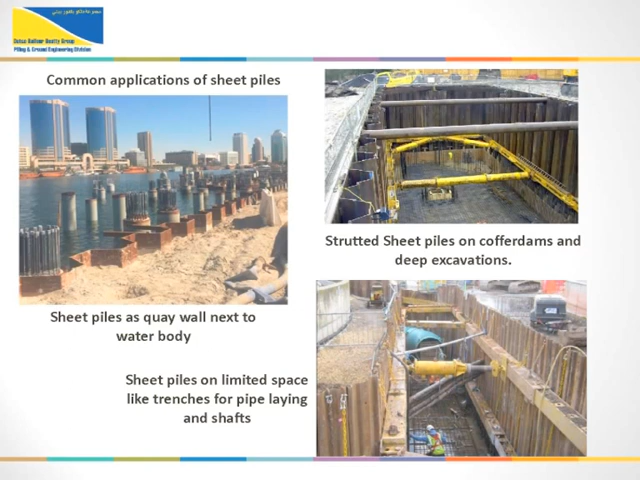 Dutco Balfour Beatty Group
Piling & Ground Engineering Division
Common applications of sheet piles
Strutted Sheet piles on cofferdams and
deep excavations.
Sheet piles as quay wall next to
water body
Sheet piles on limited space
like trenches for pipe laying
and shafts